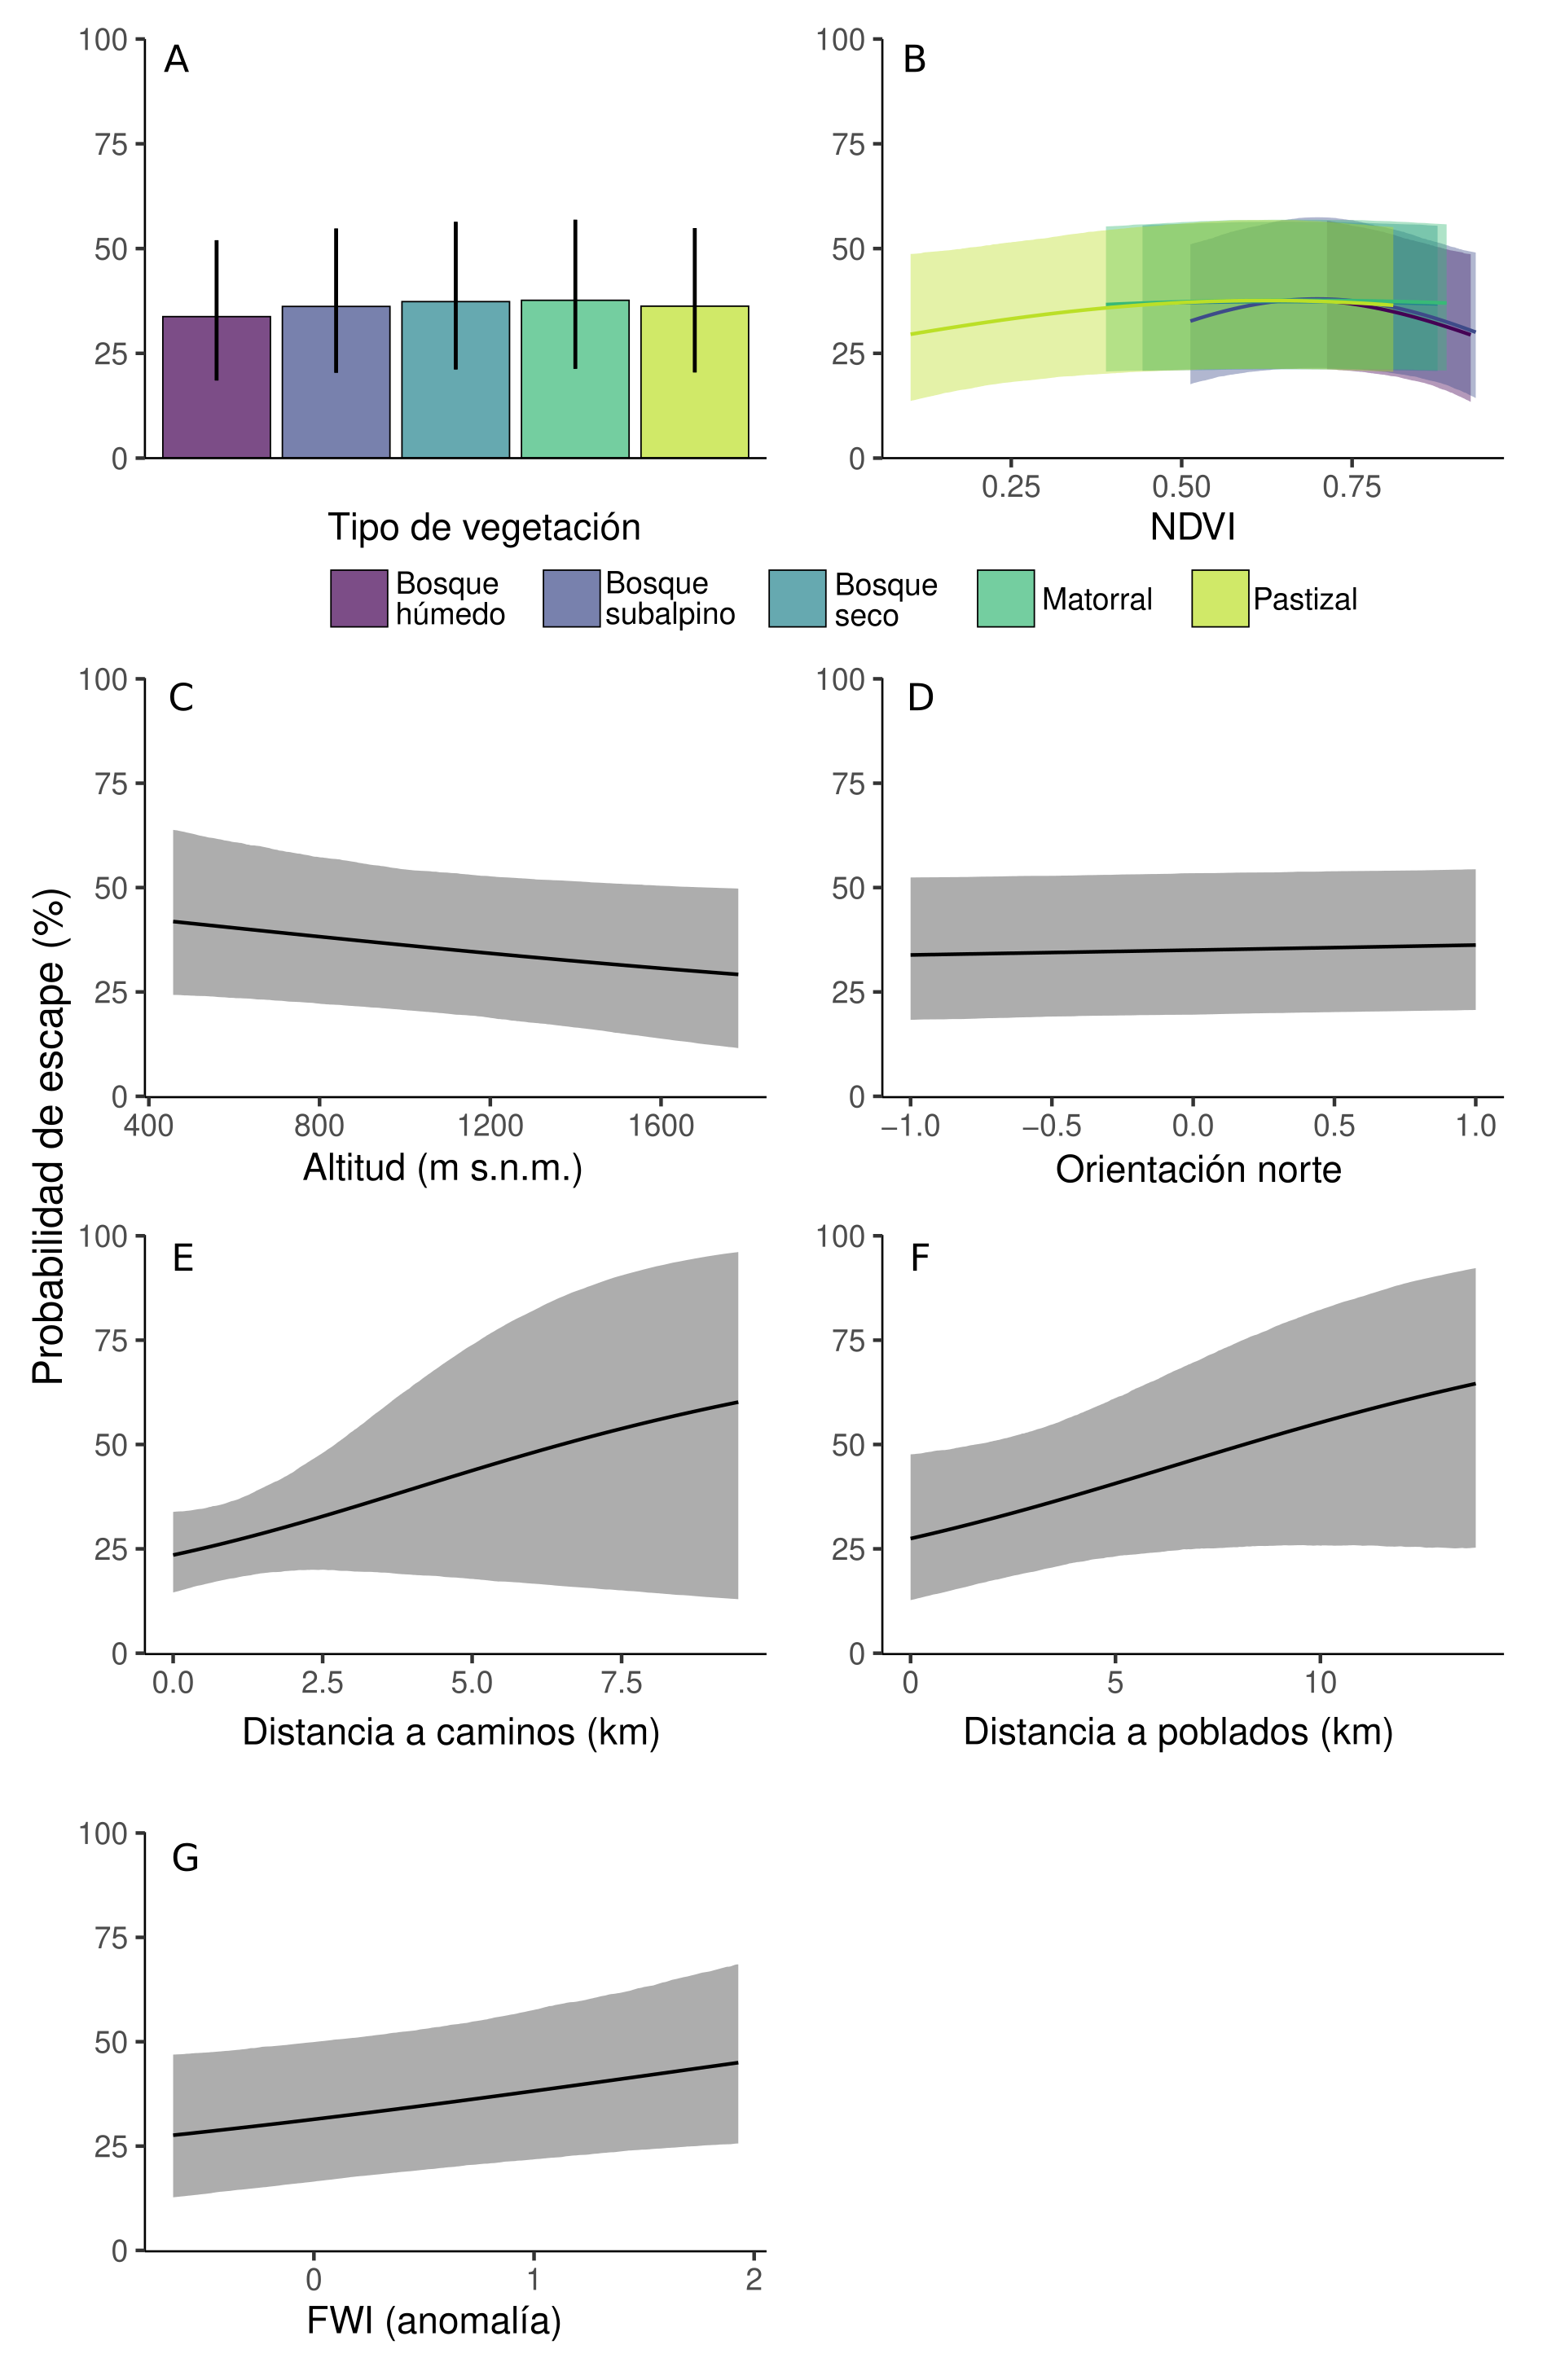 Probabilidad de escape (%)
A
100
75
50
25
0
Tipo de vegetación
B
100
75
50
25
0
0.25 0.50 0.75
NDVI
Bosque
húmedo
Bosque
subalpino
Bosque
seco
Matorral
Pastizal
C
100
75
50
25
0
400 800 1200 1600
Altitud (m s.n.m.)
D
100
75
50
25
0
−1.0 −0.5 0.0 0.5 1.0
Orientación norte
E
100
75
50
25
0
0.0 2.5 5.0 7.5
Distancia a caminos (km)
F
100
75
50
25
0
0 5 10
Distancia a poblados (km)
G
100
75
50
25
0
0 1 2
FWI (anomalía)